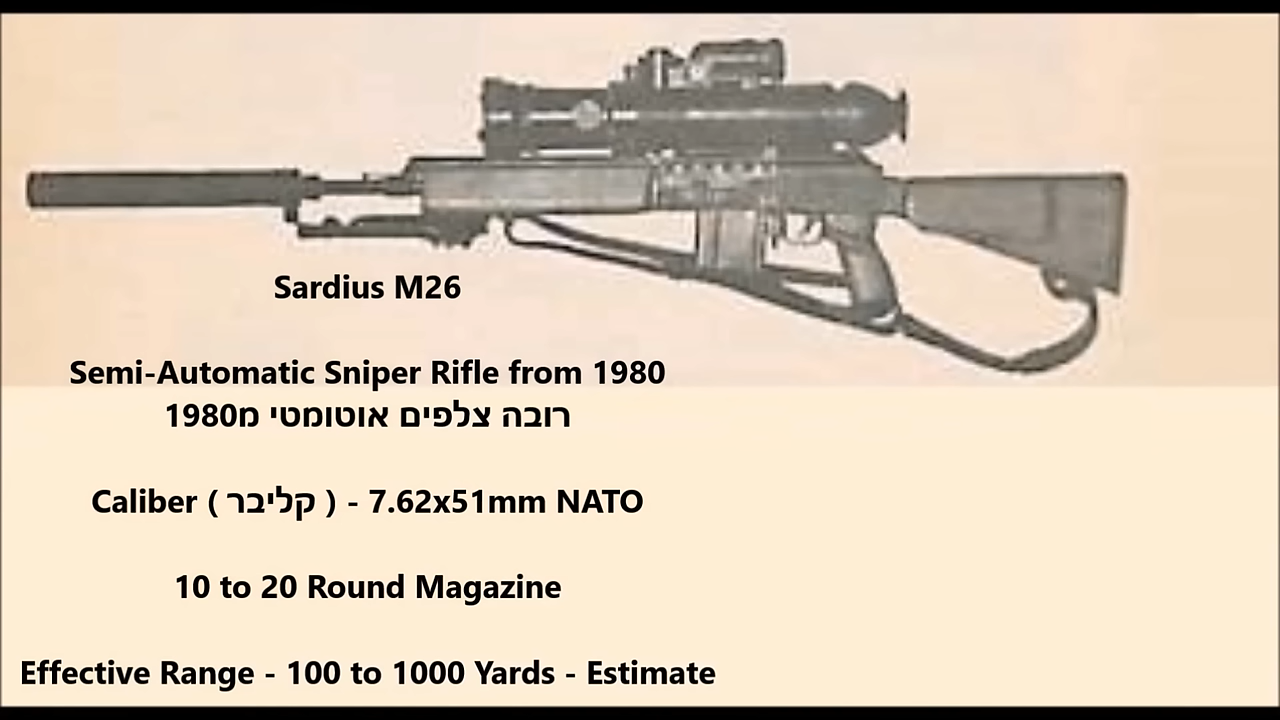 Sardius M26
Semi-Automatic Sniper Rifle from 1980
רובה צלפים אוטומטי מ1980
Caliber ( קליבר ) - 7.62x51mm NATO
10 to 20 Round Magazine
Effective Range - 100 to 1000 Yards - Estimate